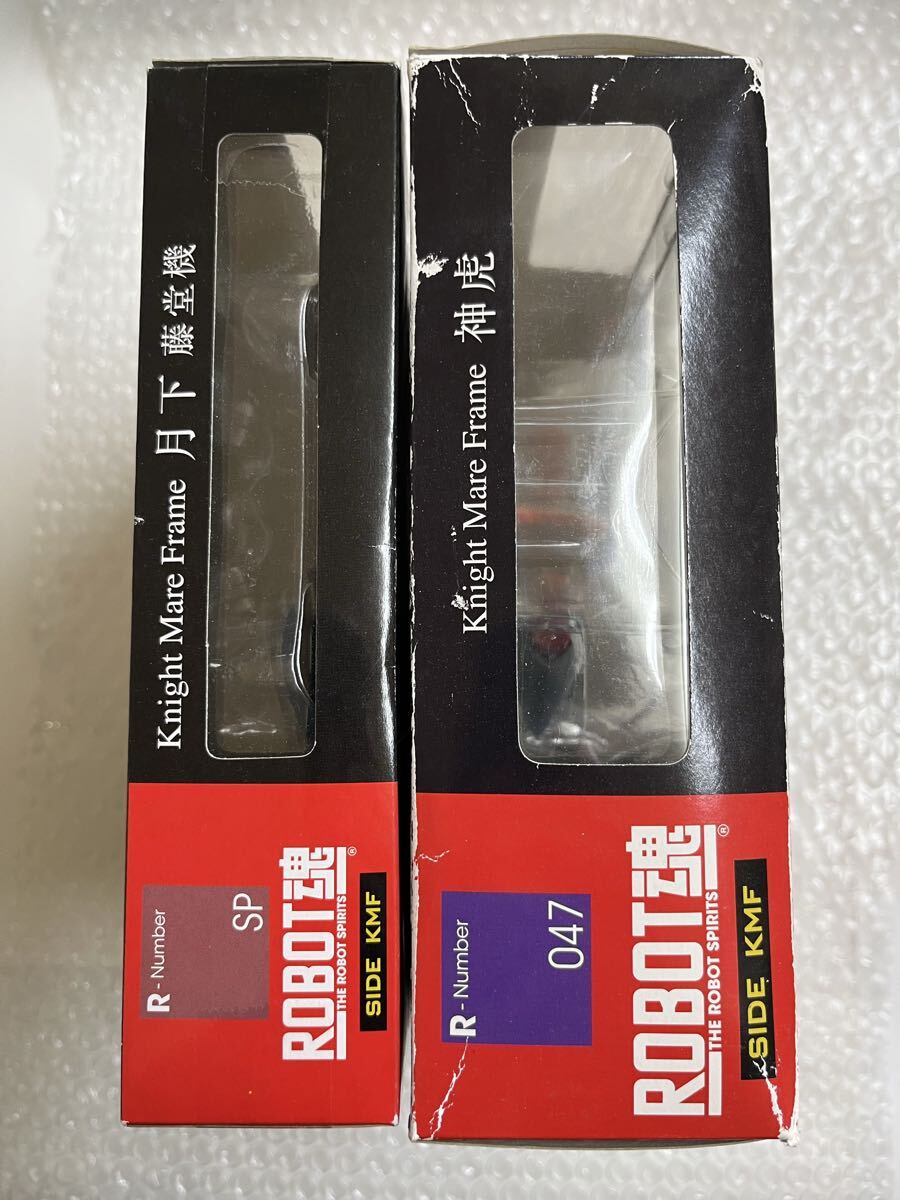 Knight Mare Frame 月下 藤堂機
R - Number
SP
ROBOT魂®
THE ROBOT SPIRITS
SIDE KMF
Knight Mare Frame 神虎
R - Number
047
ROBOT魂®
THE ROBOT SPIRITS
SIDE KMF